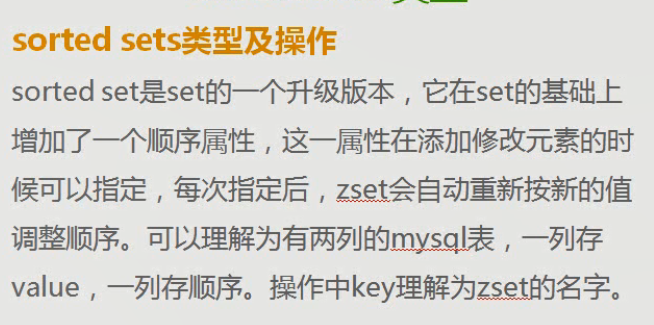 sorted sets类型及操作
sorted set是set的一个升级版本，它在set的基础上
增加了一个顺序属性，这一属性在添加修改元素的时
候可以指定，每次指定后，zset会自动重新按新的值
调整顺序。可以理解为有两列的mysql表，一列存
value，一列存顺序。操作中key理解为zset的名字。